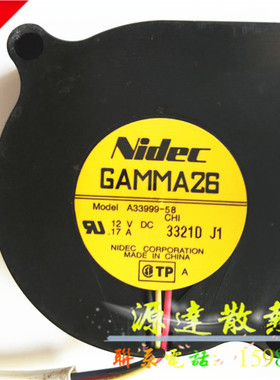 Nidec
GAMMA26
Model A33999-58
CHI
12 V DC
.17 A
3321D J1
NIDEC CORPORATION
MADE IN CHINA
TP
A
源達散熱
聯系電話:159